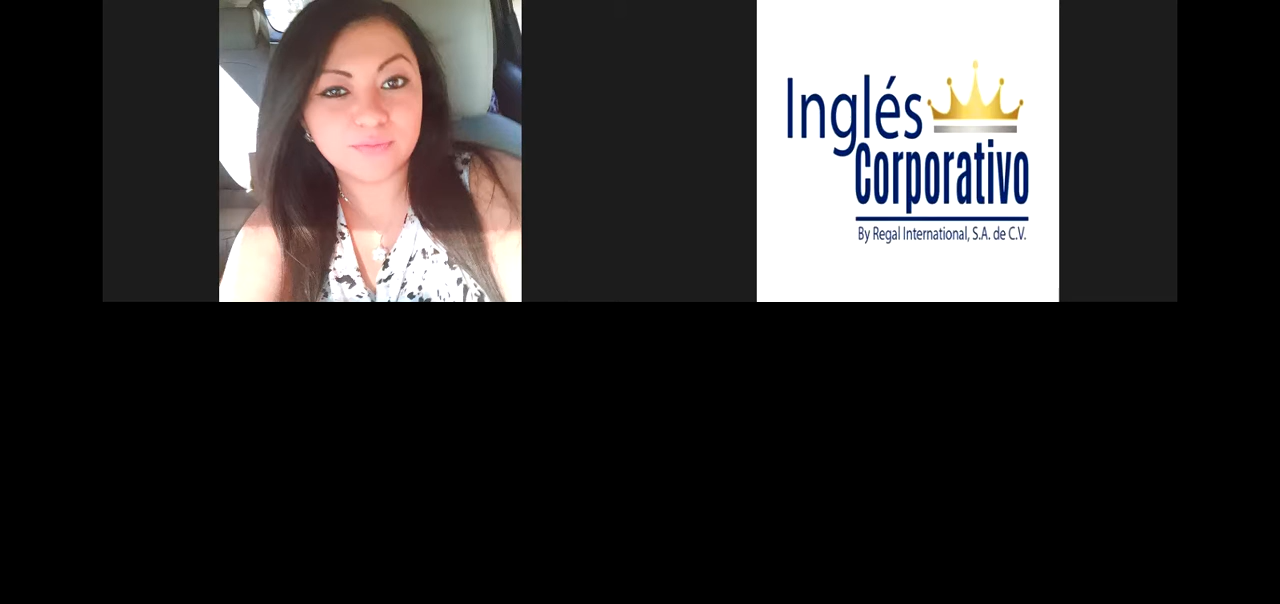 Inglés
Corporativo
By Regal International, S.A. de C.V.